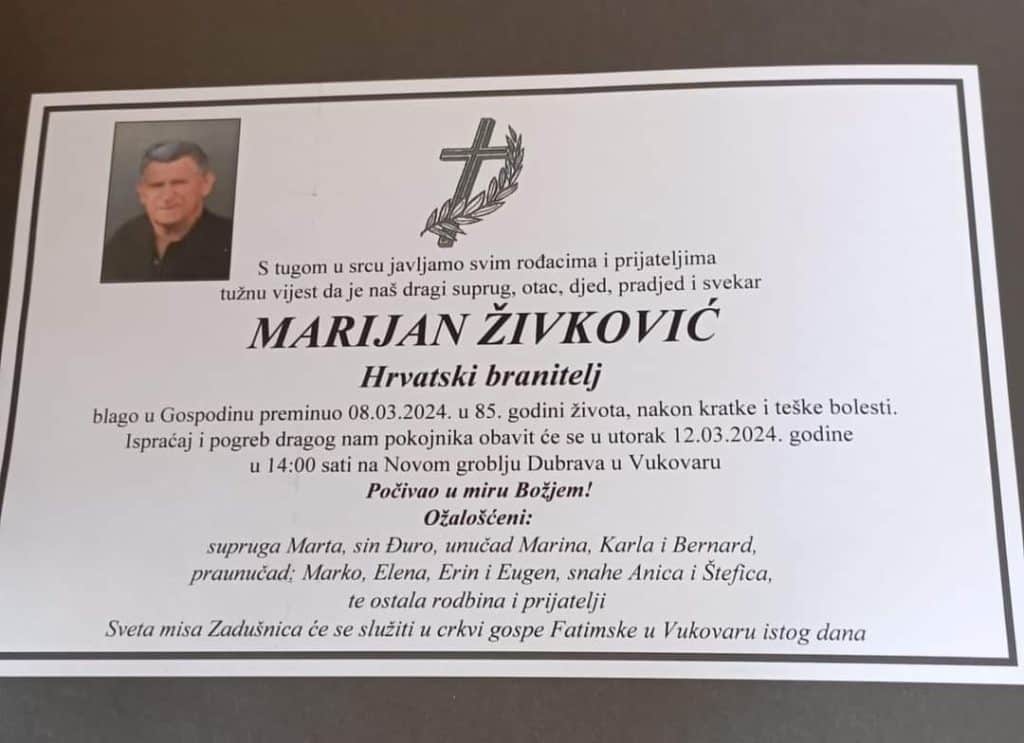 S tugom u srcu javljamo svim rođacima i prijateljima
tužnu vijest da je naš dragi suprug, otac, djed, pradjed i svekar
MARIJAN ŽIVKOVIĆ
Hrvatski branitelj
blago u Gospodinu preminuo 08.03.2024. u 85. godini života, nakon kratke i teške bolesti.
Ispraćaj i pogreb dragog nam pokojnika obavit će se u utorak 12.03.2024. godine
u 14:00 sati na Novom groblju Dubrava u Vukovaru
Počivao u miru Božjem!
Ožalošćeni:
supruga Marta, sin Đuro, unučad Marina, Karla i Bernard,
praunučad; Marko, Elena, Erin i Eugen, snahe Anica i Štefica,
te ostala rodbina i prijatelji
Sveta misa Zadušnica će se služiti u crkvi gospe Fatimske u Vukovaru istog dana